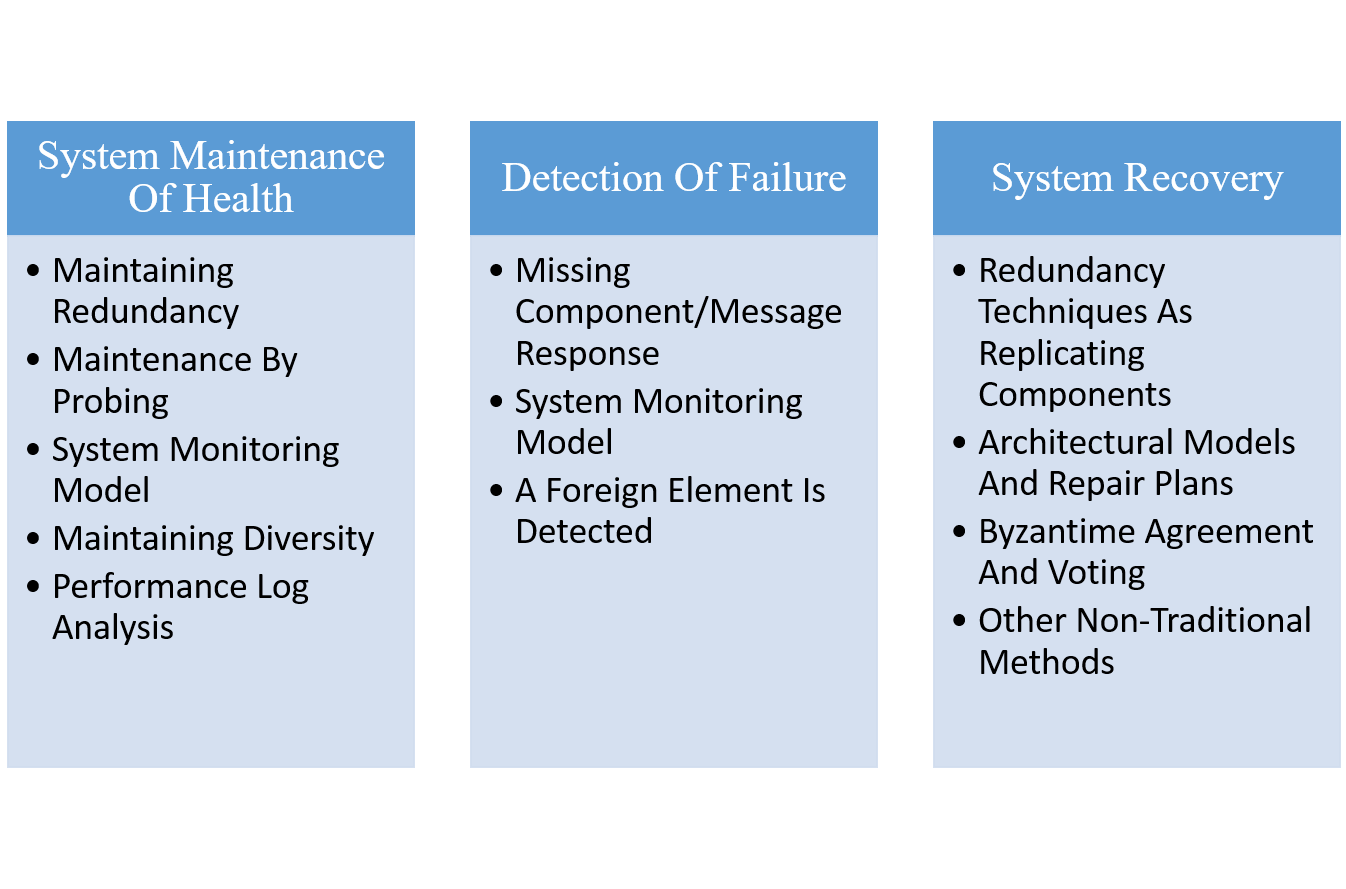 System Maintenance
Of Health
• Maintaining
Redundancy
• Maintenance By
Probing
• System Monitoring
Model
• Maintaining Diversity
• Performance Log
Analysis
Detection Of Failure
• Missing
Component/Message
Response
• System Monitoring
Model
• A Foreign Element Is
Detected
System Recovery
• Redundancy
Techniques As
Replicating
Components
• Architectural Models
And Repair Plans
• Byzantime Agreement
And Voting
• Other Non-Traditional
Methods